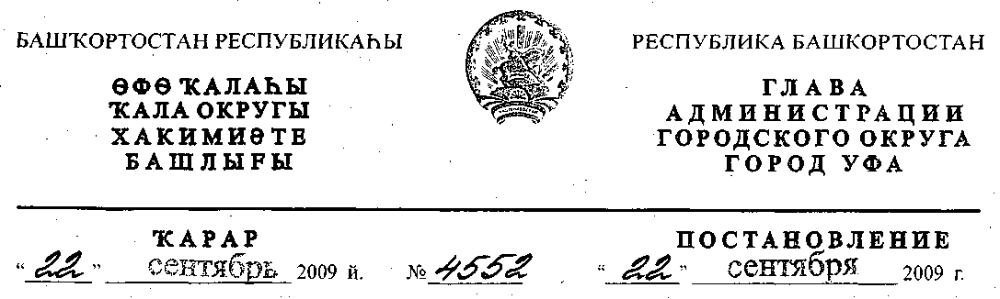 БАШҠОРТОСТАН РЕСПУБЛИКАҺЫ
ӨФӨ ҠАЛАҺЫ
ҠАЛА ОКРУГЫ
ХАКИМИӘТЕ
БАШЛЫҒЫ
РЕСПУБЛИКА БАШКОРТОСТАН
ГЛАВА
АДМИНИСТРАЦИИ
ГОРОДСКОГО ОКРУГА
ГОРОД УФА
ҠАРАР
ПОСТАНОВЛЕНИЕ
“22” сентябрь 2009 й. № 4552 “22” сентября 2009 г.